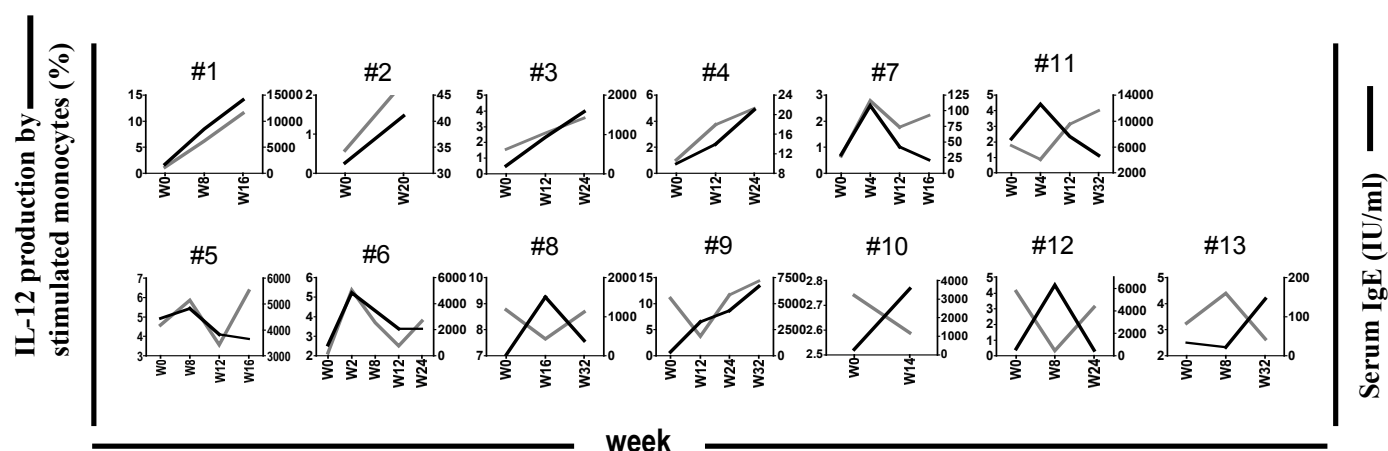 IL-12 production by
stimulated monocytes (%)
#1
15
10
5
0
15000
10000
5000
0
W0
W8
W16
#2
2
1
0
45
40
35
30
W0
W20
#3
5
4
3
2
1
0
2000
1000
0
W0
W12
W24
#4
6
4
2
0
24
20
16
12
8
W0
W12
W24
#7
3
2
1
0
125
100
75
50
25
0
W0
W4
W12
W16
#11
5
4
3
2
1
0
14000
10000
6000
2000
W0
W4
W12
W32
#5
7
6
5
4
3
6000
5000
4000
3000
W0
W8
W12
W16
#6
6
5
4
3
2
6000
4000
2000
0
W0
W2
W8
W12
W24
#8
10
9
8
7
2000
1000
0
W0
W16
W32
#9
15
10
5
0
7500
5000
2500
0
W0
W12
W24
W32
#10
2.8
2.7
2.6
2.5
4000
3000
2000
1000
0
W0
W14
#12
5
4
3
2
1
0
6000
4000
2000
0
W0
W8
W24
#13
5
4
3
2
200
100
0
W0
W8
W32
Serum IgE (IU/ml)
week